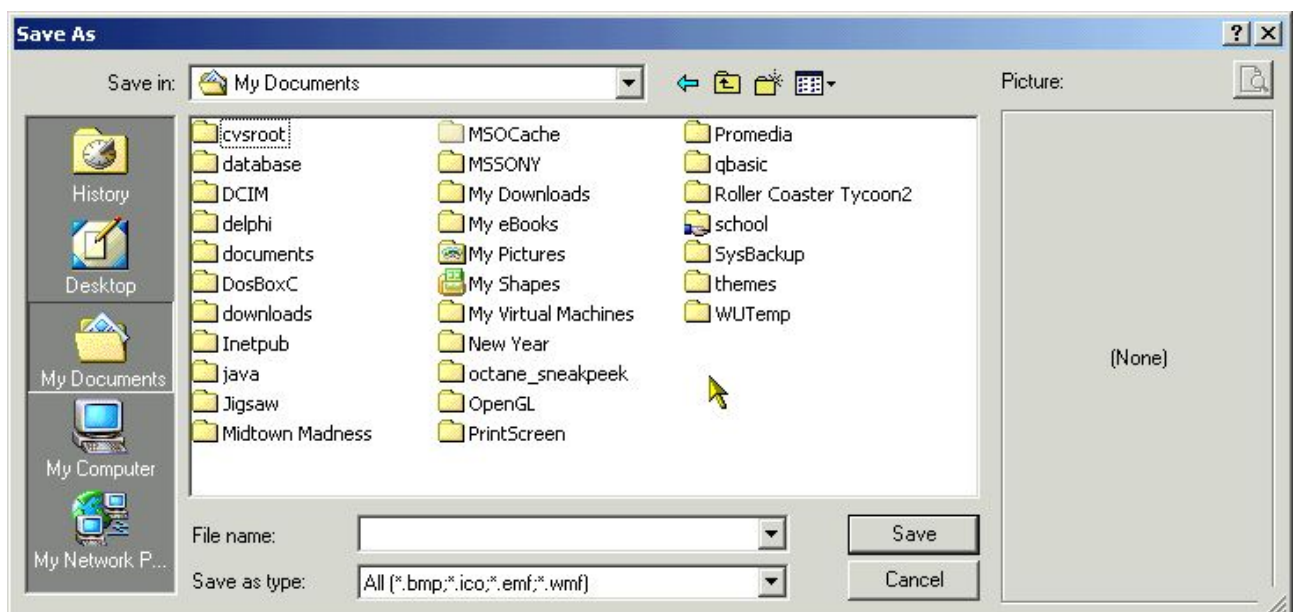 Save As
Save in: My Documents
Picture:
History
Desktop
My Documents
My Computer
My Network P...
cvsroot
database
DCIM
delphi
documents
DosBoxC
downloads
Inetpub
java
Jigsaw
Midtown Madness
MSOCache
MSSONY
My Downloads
My eBooks
My Pictures
My Shapes
My Virtual Machines
New Year
octane_sneakpeek
OpenGL
PrintScreen
Promedia
qbasic
Roller Coaster Tycoon2
school
SysBackup
themes
WUTemp
(None)
File name:
Save
Save as type: All (*.bmp;*.ico;*.emf;*.wmf)
Cancel